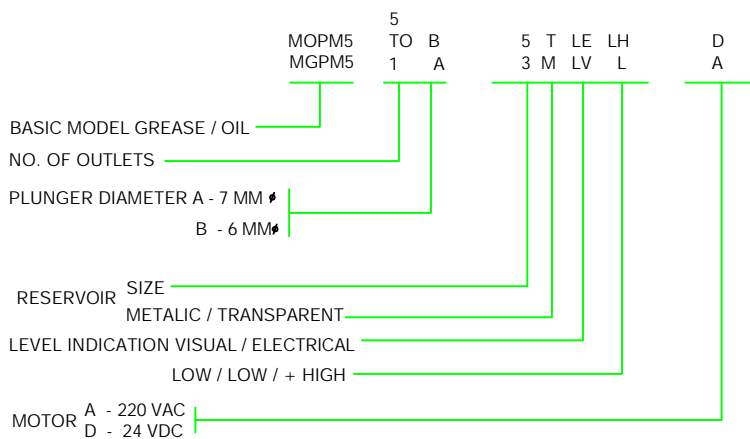 5
MOPM5 TO B 5 T LE LH D
MGPM5 1 A 3 M LV L A
BASIC MODEL GREASE / OIL
NO. OF OUTLETS
PLUNGER DIAMETER A - 7 MM ø
B - 6 MMø
RESERVOIR SIZE
METALIC / TRANSPARENT
LEVEL INDICATION VISUAL / ELECTRICAL
LOW / LOW / + HIGH
MOTOR A - 220 VAC
D - 24 VDC